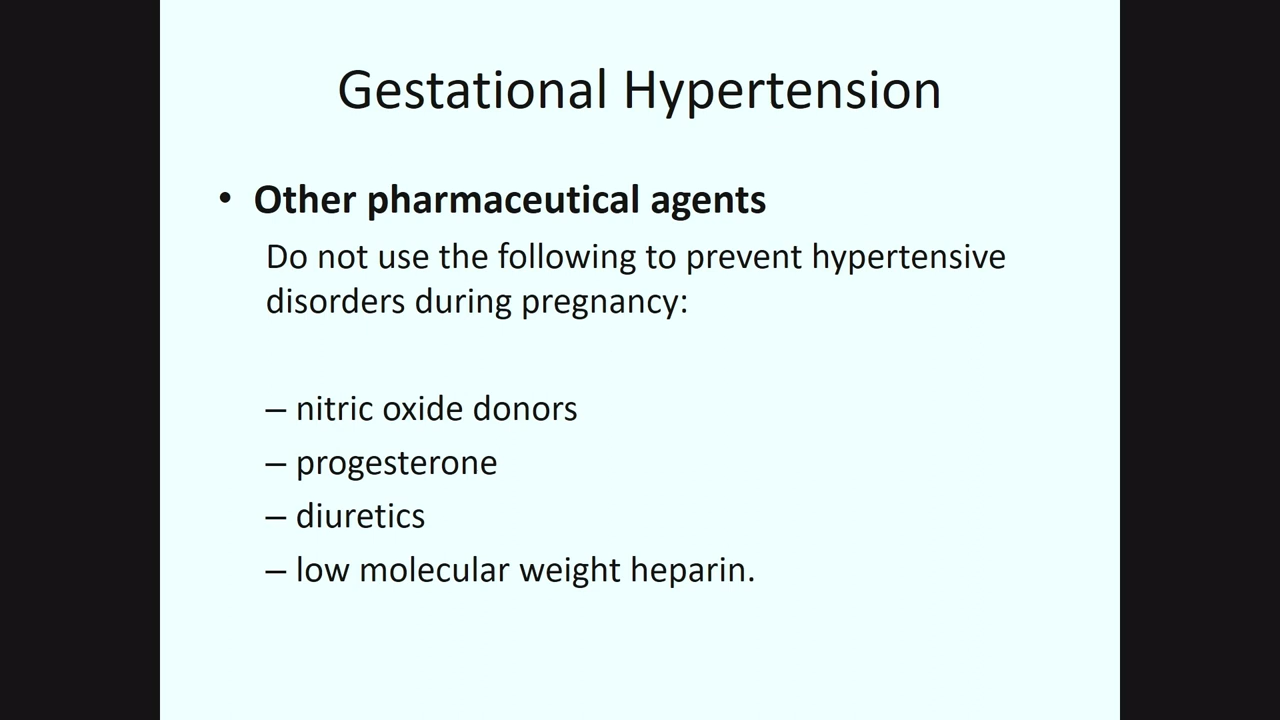 Gestational Hypertension
• Other pharmaceutical agents
Do not use the following to prevent hypertensive
disorders during pregnancy:
– nitric oxide donors
– progesterone
– diuretics
– low molecular weight heparin.